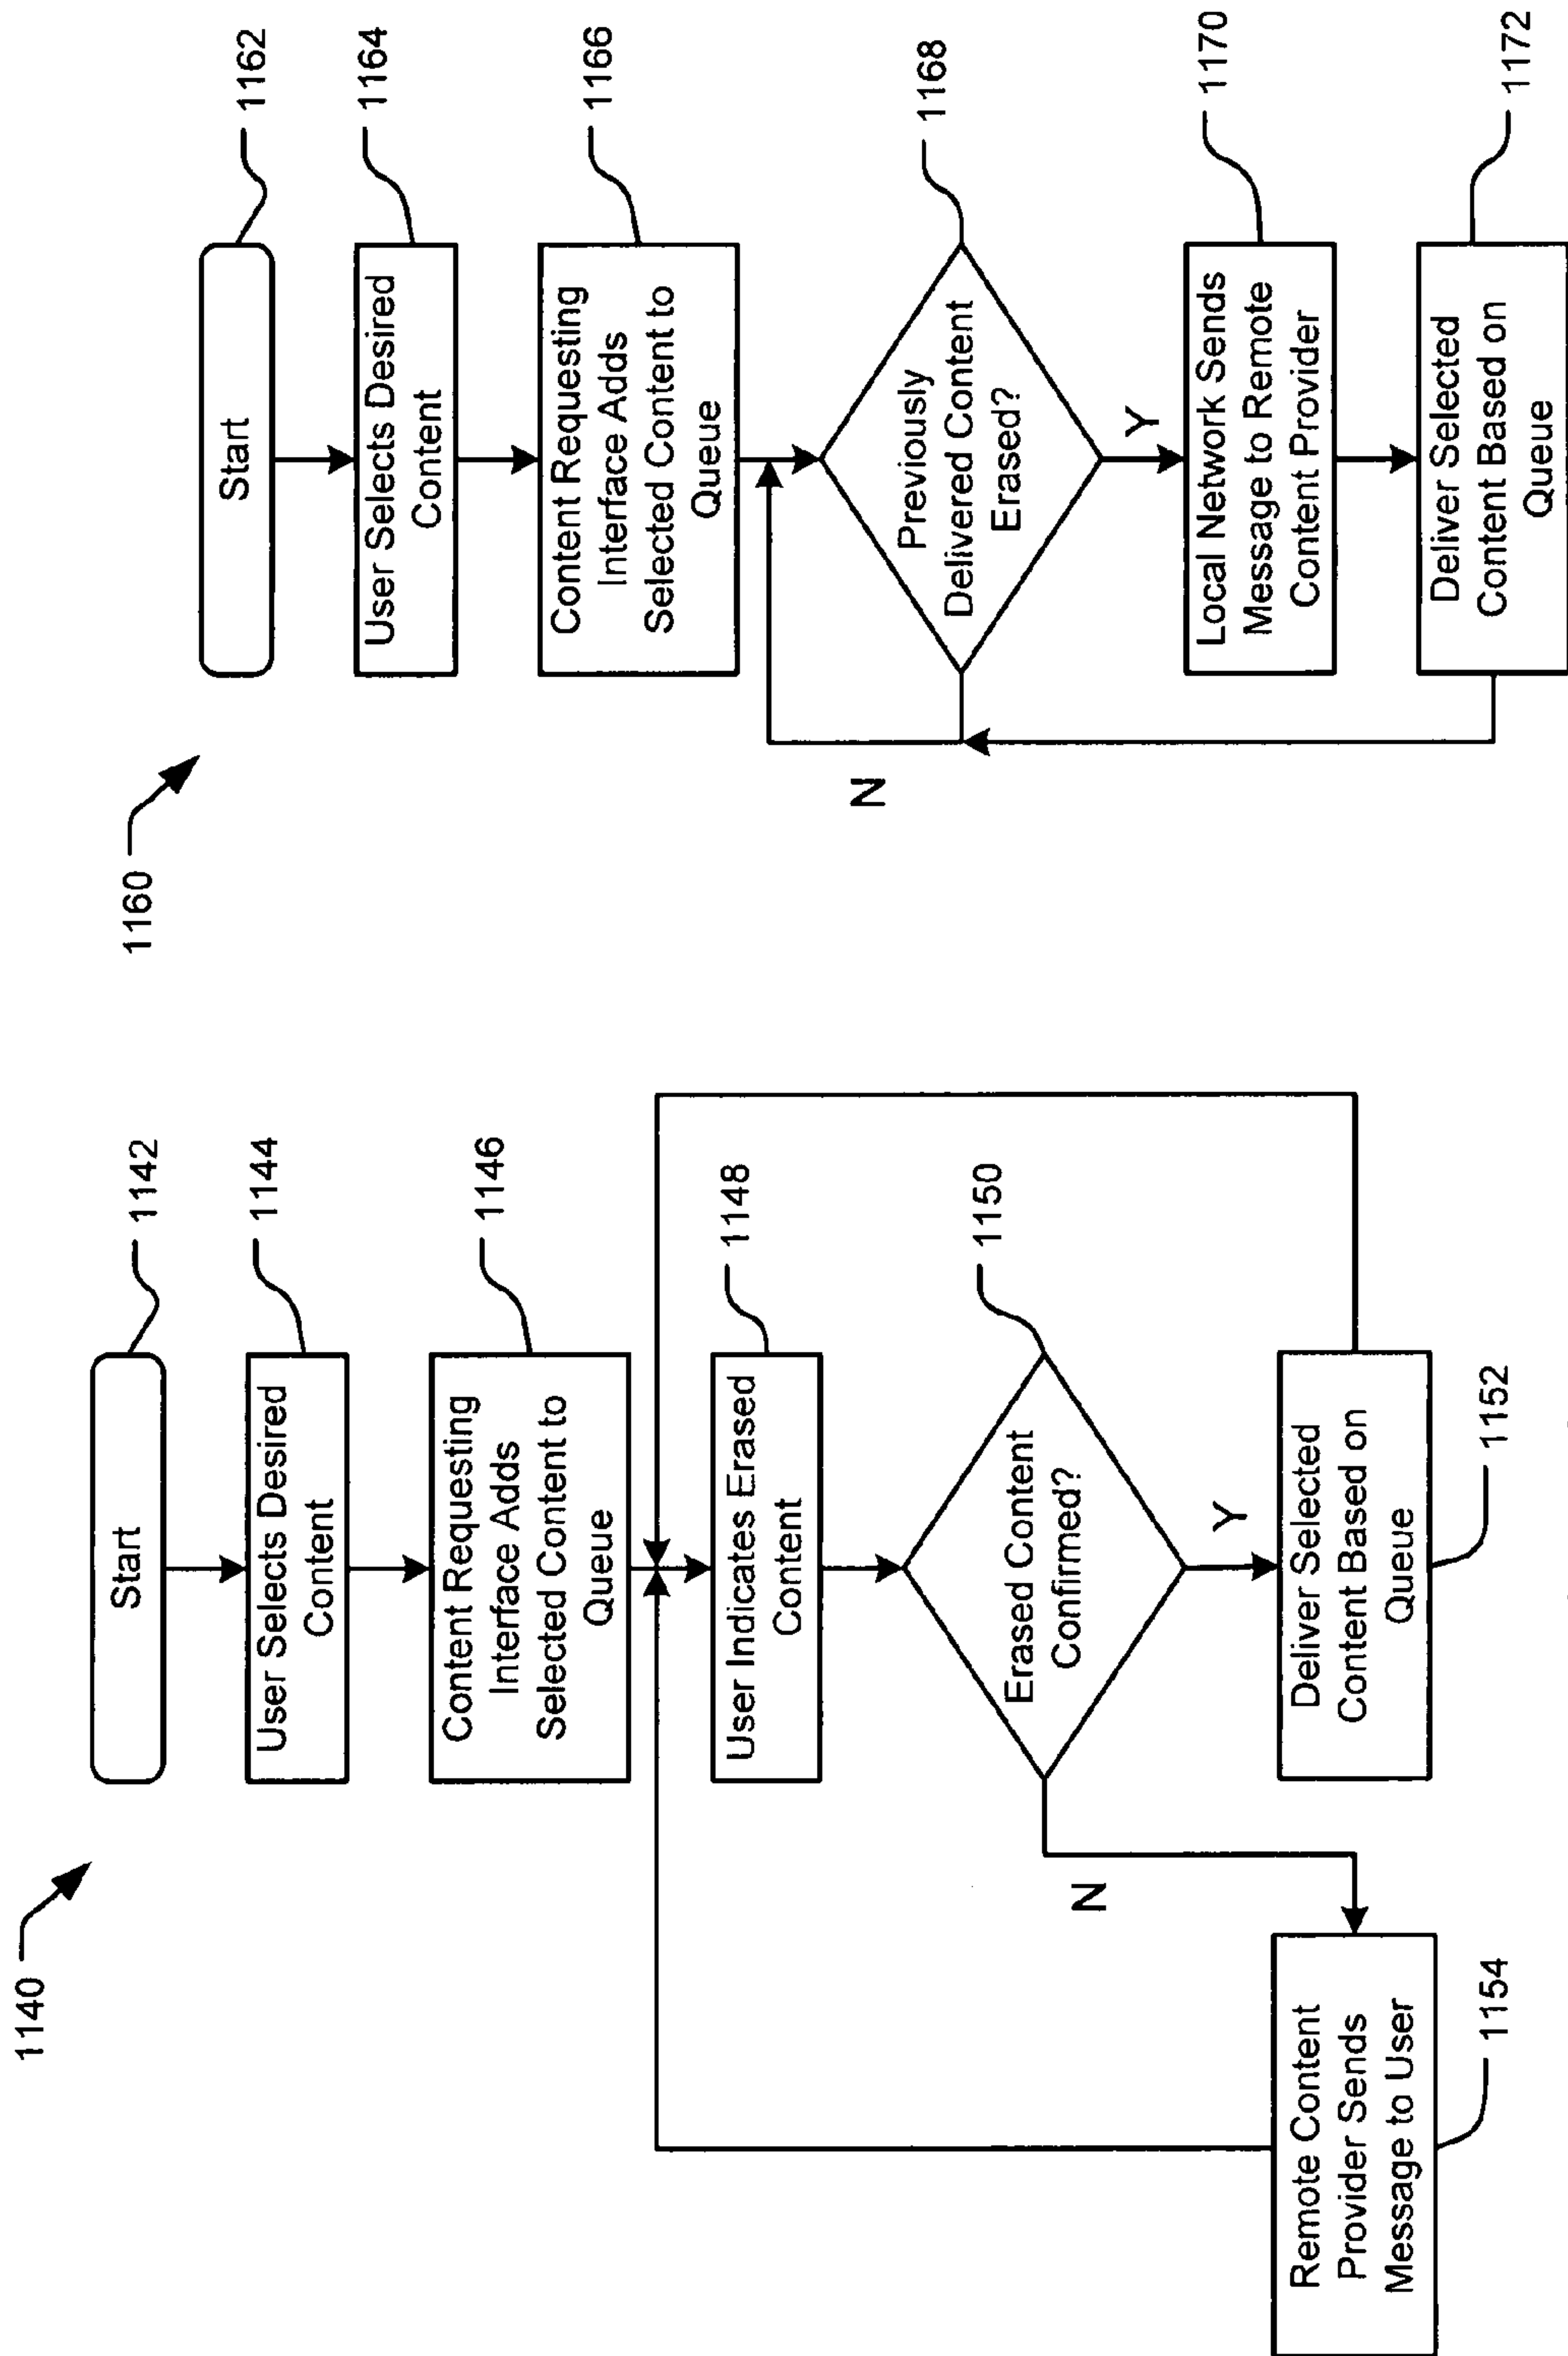 1140
Start
1142
User Selects Desired
Content
1144
Content Requesting
Interface Adds
Selected Content to
Queue
1146
User Indicates Erased
Content
1148
Erased Content
Confirmed?
1150
Y
N
Deliver Selected
Content Based on
Queue
1152
Remote Content
Provider Sends
Message to User
1154
1160
Start
1162
User Selects Desired
Content
1164
Content Requesting
Interface Adds
Selected Content to
Queue
1166
Previously
Delivered Content
Erased?
1168
N
Y
Local Network Sends
Message to Remote
Content Provider
1170
Deliver Selected
Content Based on
Queue
1172